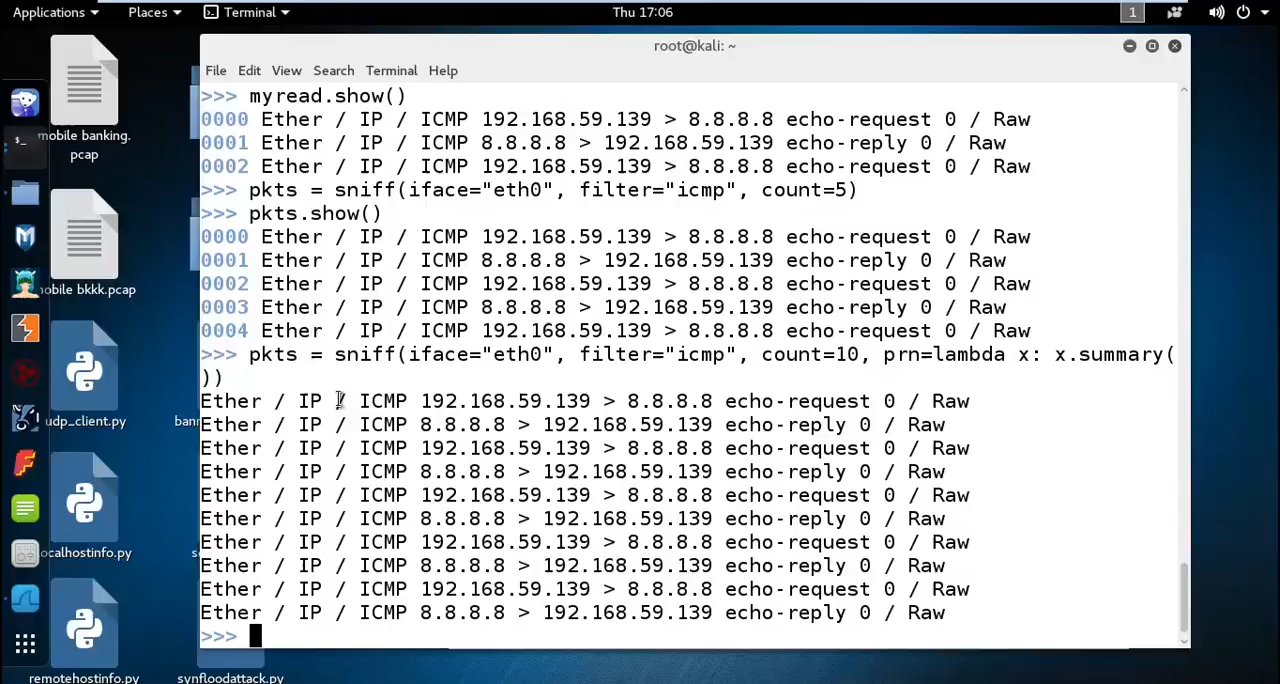 Applications Places Terminal Thu 17:06 1
root@kali: ~
File Edit View Search Terminal Help
>>> myread.show()
0000 Ether / IP / ICMP 192.168.59.139 > 8.8.8.8 echo-request 0 / Raw
0001 Ether / IP / ICMP 8.8.8.8 > 192.168.59.139 echo-reply 0 / Raw
0002 Ether / IP / ICMP 192.168.59.139 > 8.8.8.8 echo-request 0 / Raw
>>> pkts = sniff(iface="eth0", filter="icmp", count=5)
>>> pkts.show()
0000 Ether / IP / ICMP 192.168.59.139 > 8.8.8.8 echo-request 0 / Raw
0001 Ether / IP / ICMP 8.8.8.8 > 192.168.59.139 echo-reply 0 / Raw
0002 Ether / IP / ICMP 192.168.59.139 > 8.8.8.8 echo-request 0 / Raw
0003 Ether / IP / ICMP 8.8.8.8 > 192.168.59.139 echo-reply 0 / Raw
0004 Ether / IP / ICMP 192.168.59.139 > 8.8.8.8 echo-request 0 / Raw
>>> pkts = sniff(iface="eth0", filter="icmp", count=10, prn=lambda x: x.summary(
))
Ether / IP / ICMP 192.168.59.139 > 8.8.8.8 echo-request 0 / Raw
Ether / IP / ICMP 8.8.8.8 > 192.168.59.139 echo-reply 0 / Raw
Ether / IP / ICMP 192.168.59.139 > 8.8.8.8 echo-request 0 / Raw
Ether / IP / ICMP 8.8.8.8 > 192.168.59.139 echo-reply 0 / Raw
Ether / IP / ICMP 192.168.59.139 > 8.8.8.8 echo-request 0 / Raw
Ether / IP / ICMP 8.8.8.8 > 192.168.59.139 echo-reply 0 / Raw
Ether / IP / ICMP 192.168.59.139 > 8.8.8.8 echo-request 0 / Raw
Ether / IP / ICMP 8.8.8.8 > 192.168.59.139 echo-reply 0 / Raw
Ether / IP / ICMP 192.168.59.139 > 8.8.8.8 echo-request 0 / Raw
Ether / IP / ICMP 8.8.8.8 > 192.168.59.139 echo-reply 0 / Raw
>>>
mobile banking.
pcap
obile bkkk.pcap
udp_client.py
ban
ocalhostinfo.py
s
remotehostinfo.py
synfloodattack.py